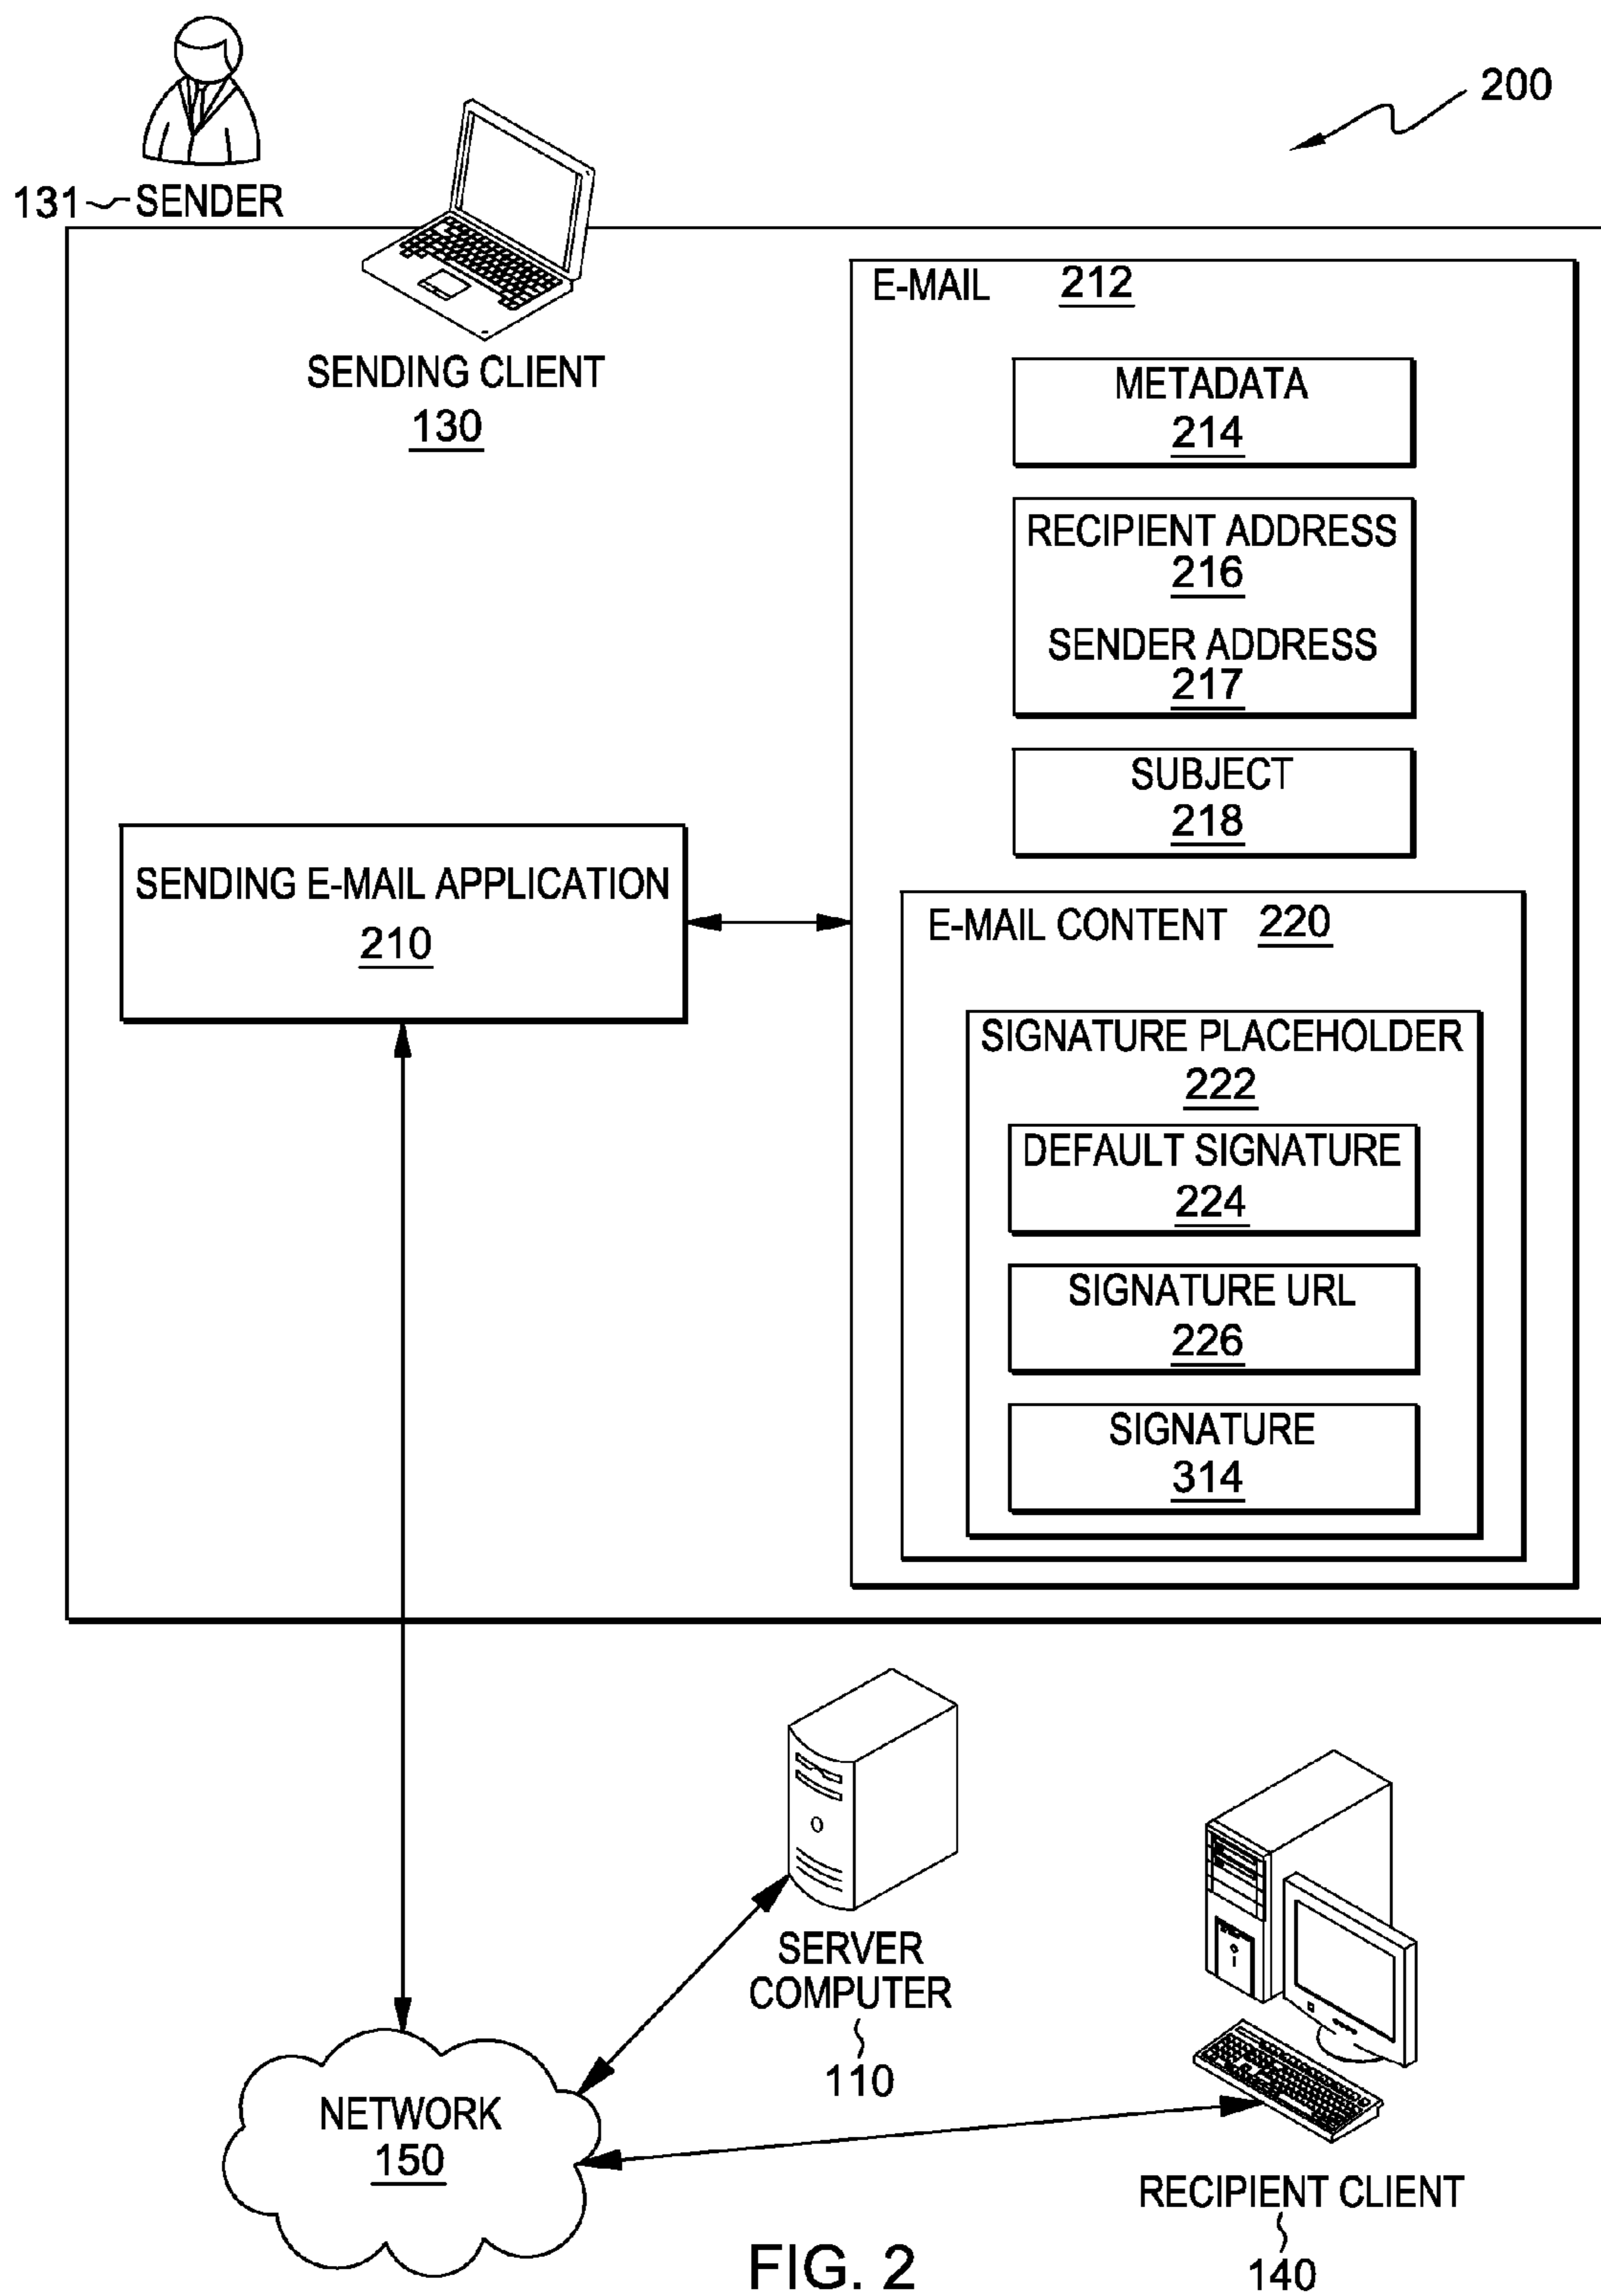 200
131 SENDER
SENDING CLIENT
130
E-MAIL 212
METADATA
214
RECIPIENT ADDRESS
216
SENDER ADDRESS
217
SUBJECT
218
SENDING E-MAIL APPLICATION
210
E-MAIL CONTENT 220
SIGNATURE PLACEHOLDER
222
DEFAULT SIGNATURE
224
SIGNATURE URL
226
SIGNATURE
314
SERVER
COMPUTER
110
NETWORK
150
RECIPIENT CLIENT
140
FIG. 2